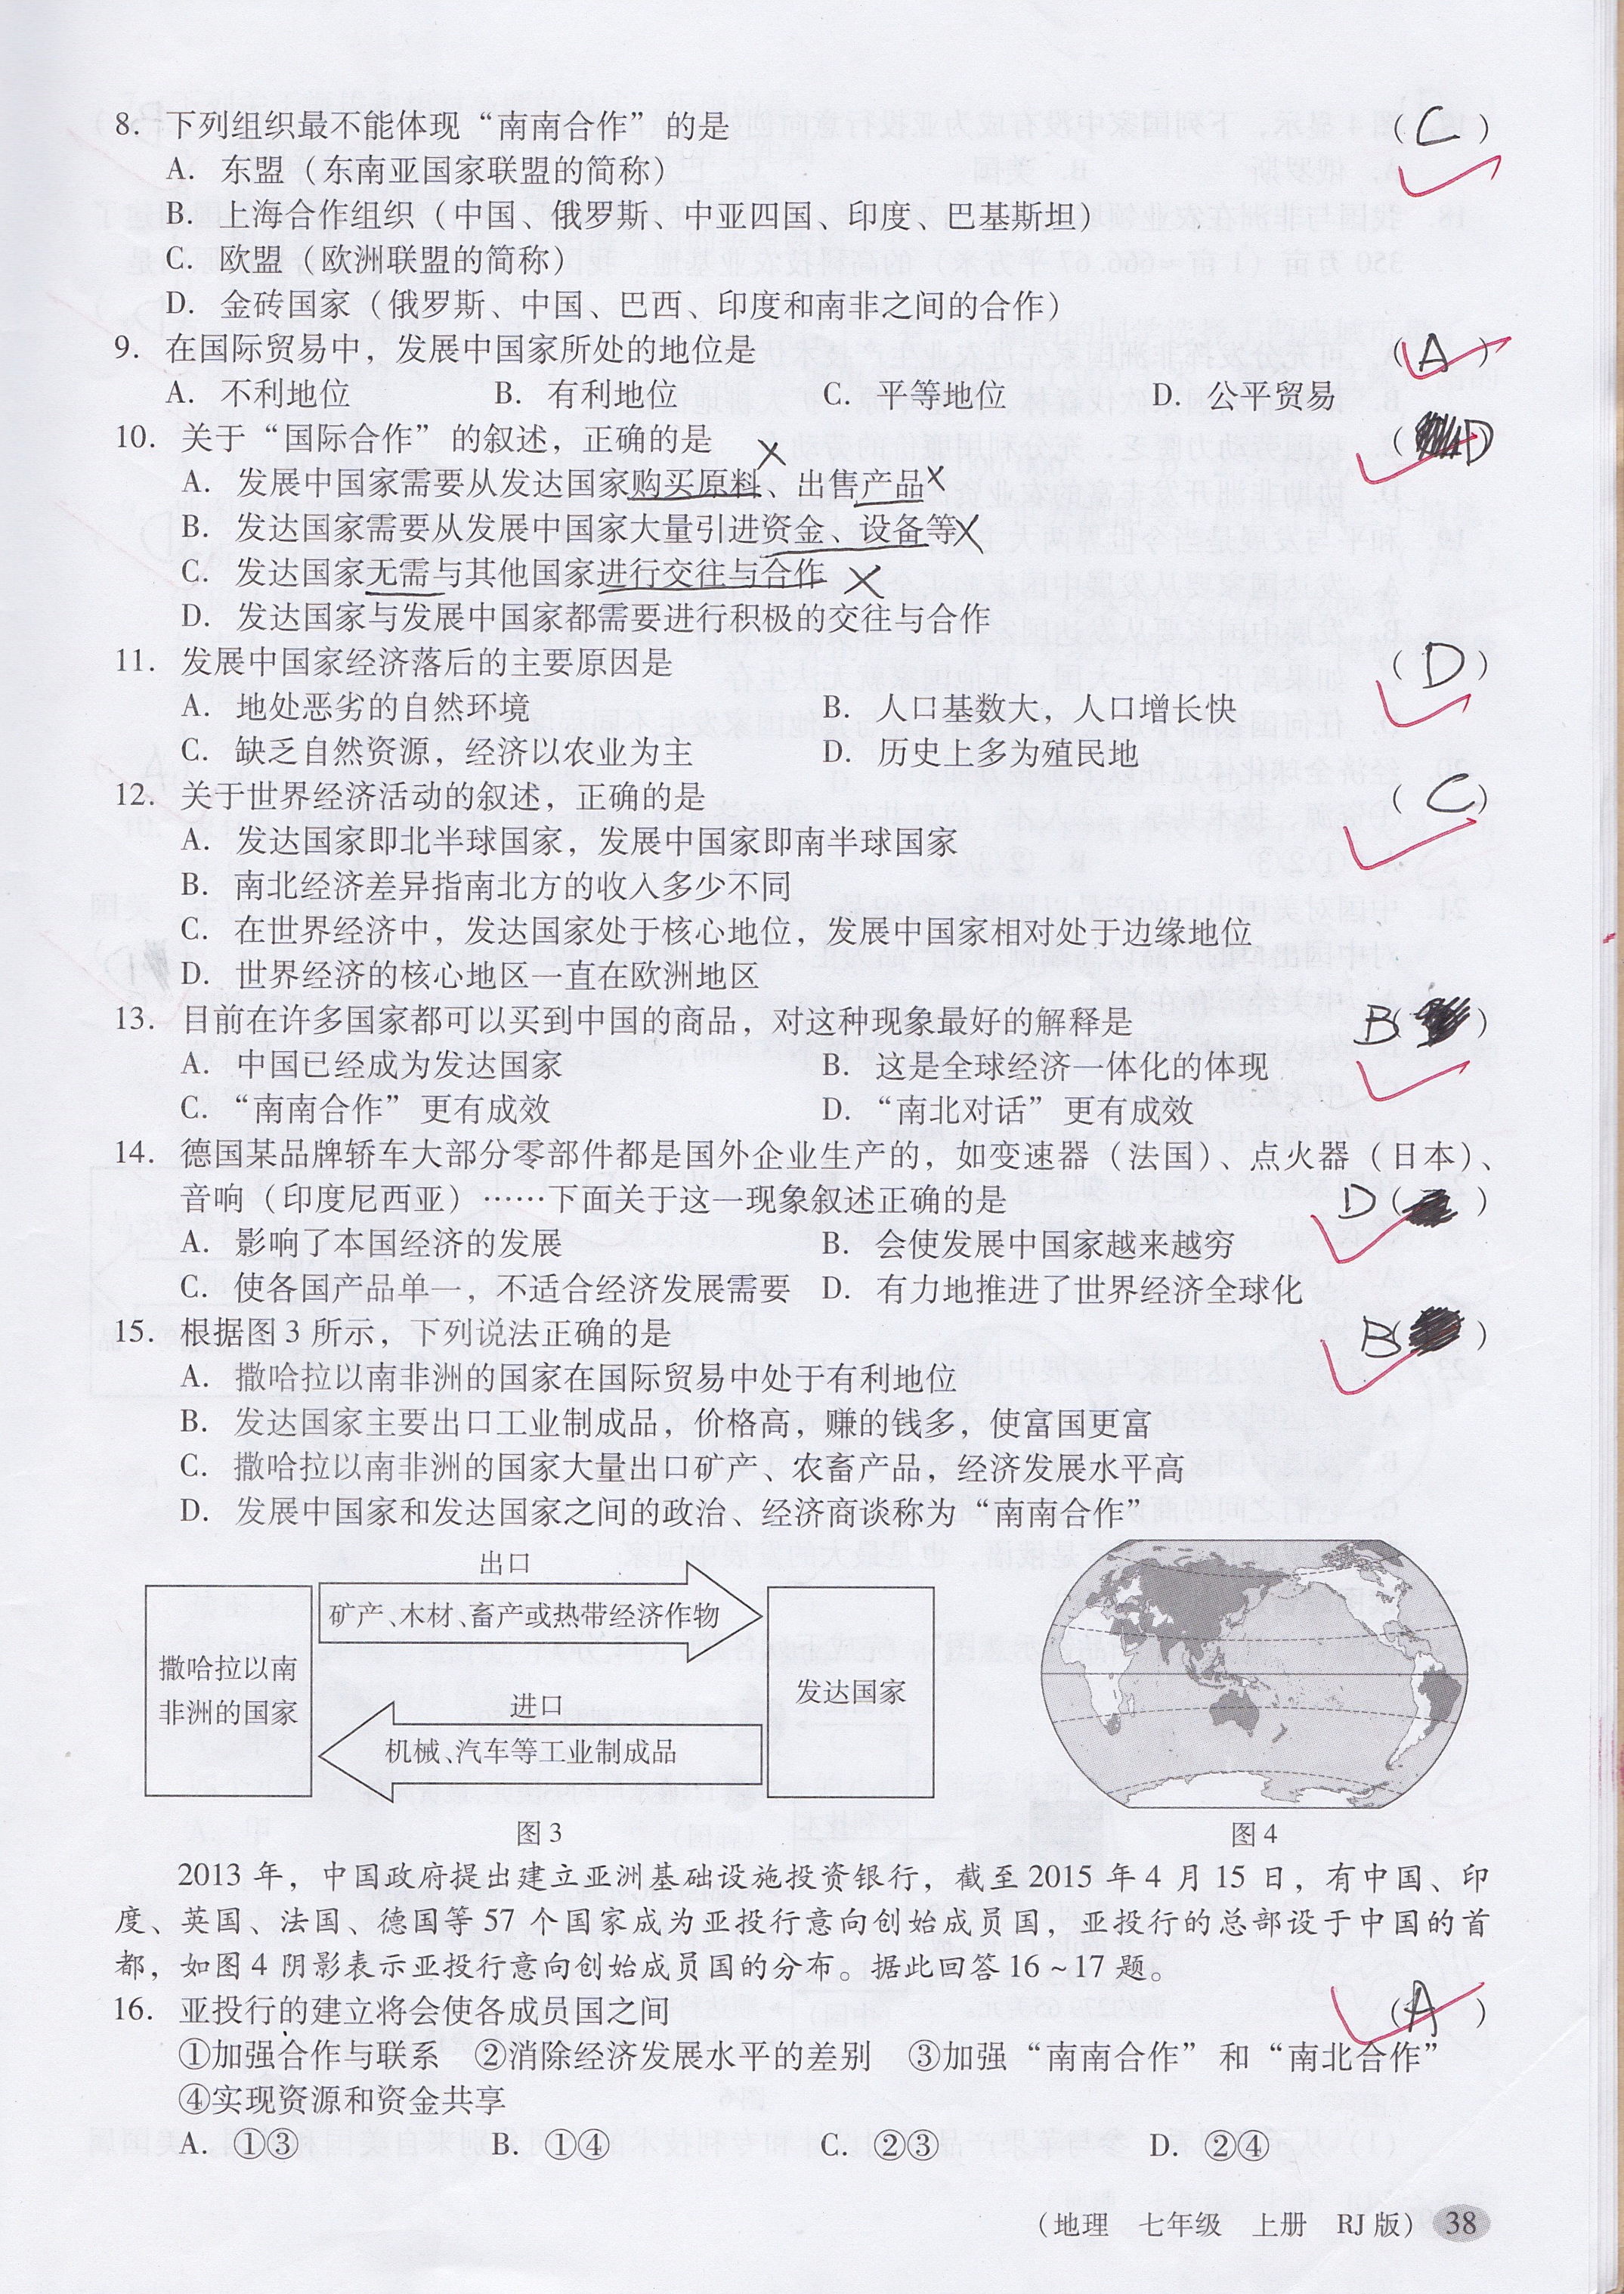 8. 下列组织最不能体现“南南合作”的是 (C)
A. 东盟(东南亚国家联盟的简称)
B. 上海合作组织(中国、俄罗斯、中亚四国、印度、巴基斯坦)
C. 欧盟(欧洲联盟的简称)
D. 金砖国家(俄罗斯、中国、巴西、印度和南非之间的合作)
9. 在国际贸易中，发展中国家所处的地位是 (A)
A. 不利地位 B. 有利地位 C. 平等地位 D. 公平贸易
10. 关于“国际合作”的叙述，正确的是 (D
A. 发展中国家需要从发达国家购买原料、出售产品
B. 发达国家需要从发展中国家大量引进资金、设备等
C. 发达国家无需与其他国家进行交往与合作
D. 发达国家与发展中国家都需要进行积极的交往与合作
11. 发展中国家经济落后的主要原因是 (D)
A. 地处恶劣的自然环境 B. 人口基数大，人口增长快
C. 缺乏自然资源，经济以农业为主 D. 历史上多为殖民地
12. 关于世界经济活动的叙述，正确的是 (C)
A. 发达国家即北半球国家，发展中国家即南半球国家
B. 南北经济差异指南北方的收入多少不同
C. 在世界经济中，发达国家处于核心地位，发展中国家相对处于边缘地位
D. 世界经济的核心地区一直在欧洲地区
13. 目前在许多国家都可以买到中国的商品，对这种现象最好的解释是 B( )
A. 中国已经成为发达国家 B. 这是全球经济一体化的体现
C. “南南合作”更有成效 D. “南北对话”更有成效
14. 德国某品牌轿车大部分零部件都是国外企业生产的，如变速器(法国)、点火器(日本)、
音响(印度尼西亚)……下面关于这一现象叙述正确的是 D( )
A. 影响了本国经济的发展 B. 会使发展中国家越来越穷
C. 使各国产品单一，不适合经济发展需要 D. 有力地推进了世界经济全球化
15. 根据图3所示，下列说法正确的是 B( )
A. 撒哈拉以南非洲的国家在国际贸易中处于有利地位
B. 发达国家主要出口工业制成品，价格高，赚的钱多，使富国更富
C. 撒哈拉以南非洲的国家大量出口矿产、农畜产品，经济发展水平高
D. 发展中国家和发达国家之间的政治、经济商谈称为“南南合作”
出口
矿产、木材、畜产或热带经济作物
撒哈拉以南
非洲的国家
发达国家
进口
机械、汽车等工业制成品
图3
图4
2013年，中国政府提出建立亚洲基础设施投资银行，截至2015年4月15日，有中国、印
度、英国、法国、德国等57个国家成为亚投行意向创始成员国，亚投行的总部设于中国的首
都，如图4阴影表示亚投行意向创始成员国的分布。据此回答16~17题。
16. 亚投行的建立将会使各成员国之间 (A)
①加强合作与联系 ②消除经济发展水平的差别 ③加强“南南合作”和“南北合作”
④实现资源和资金共享
A. ①③ B. ①④ C. ②③ D. ②④
(地理 七年级 上册 RJ版) 38